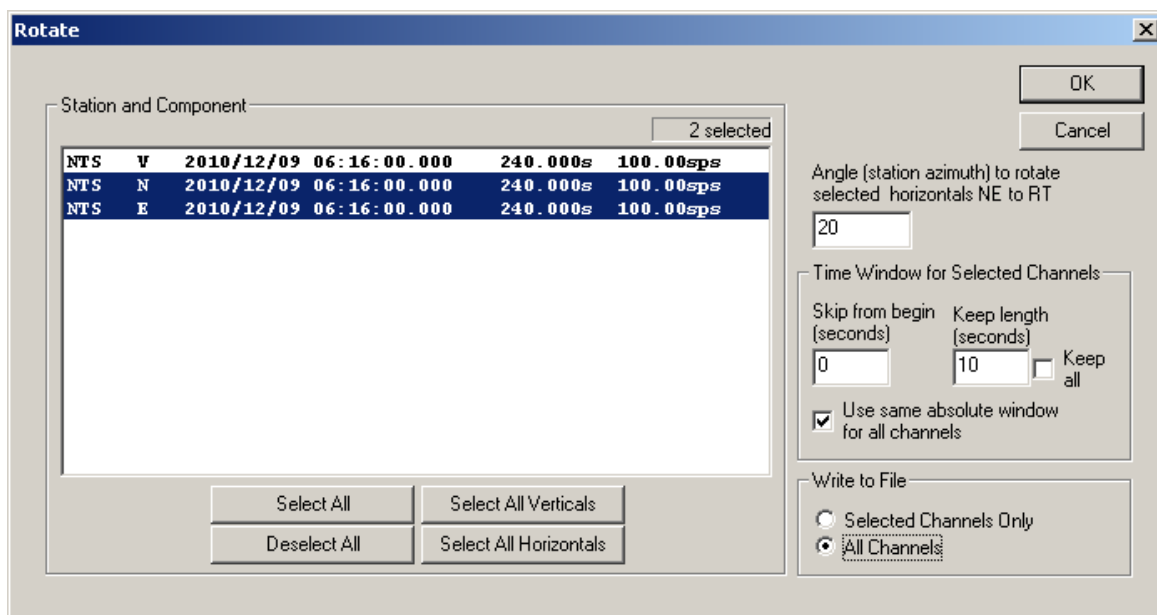 Rotate
OK
Cancel
Station and Component
2 selected
NTS V 2010/12/09 06:16:00.000 240.000s 100.00sps
NTS N 2010/12/09 06:16:00.000 240.000s 100.00sps
NTS E 2010/12/09 06:16:00.000 240.000s 100.00sps
Select All
Select All Verticals
Deselect All
Select All Horizontals
Angle (station azimuth) to rotate
selected horizontals NE to RT
20
Time Window for Selected Channels
Skip from begin
(seconds)
0
Keep length
(seconds)
10
Keep
all
Use same absolute window
for all channels
Write to File
Selected Channels Only
All Channels